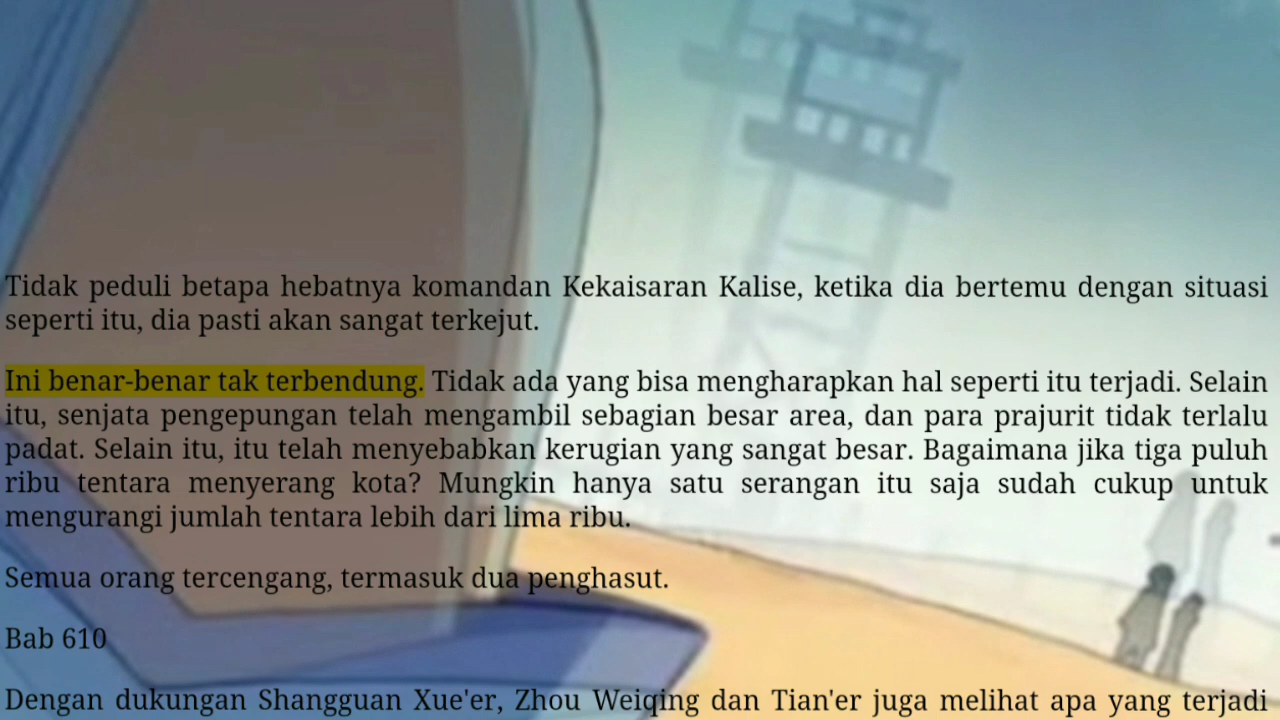 Tidak peduli betapa hebatnya komandan Kekaisaran Kalise, ketika dia bertemu dengan situasi
seperti itu, dia pasti akan sangat terkejut.
Ini benar-benar tak terbendung. Tidak ada yang bisa mengharapkan hal seperti itu terjadi. Selain
itu, senjata pengepungan telah mengambil sebagian besar area, dan para prajurit tidak terlalu
padat. Selain itu, itu telah menyebabkan kerugian yang sangat besar. Bagaimana jika tiga puluh
ribu tentara menyerang kota? Mungkin hanya satu serangan itu saja sudah cukup untuk
mengurangi jumlah tentara lebih dari lima ribu.
Semua orang tercengang, termasuk dua penghasut.
Bab 610
Dengan dukungan Shangguan Xue'er, Zhou Weiqing dan Tian'er juga melihat apa yang terjadi